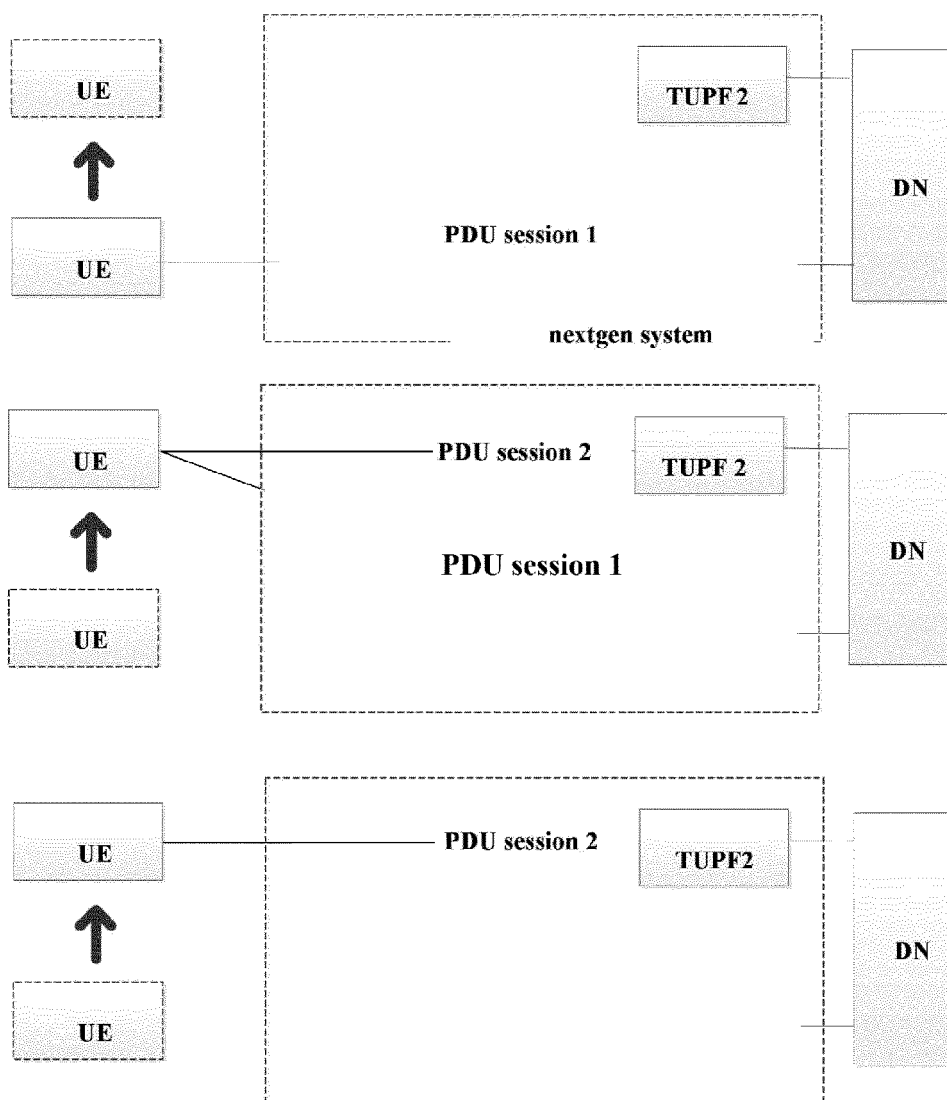 UE
TUPF 2
DN
UE
PDU session 1
nextgen system
UE
PDU session 2
TUPF 2
PDU session 1
DN
UE
UE
PDU session 2
TUPF2
DN
UE